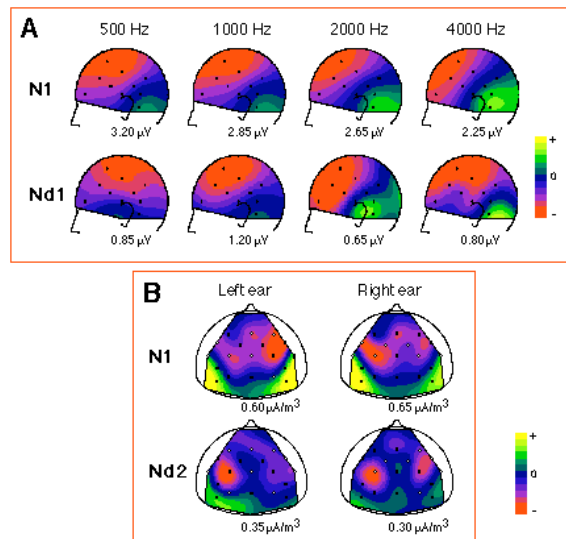 A
500 Hz 1000 Hz 2000 Hz 4000 Hz
N1
3.20 µV 2.85 µV 2.65 µV 2.25 µV
+
0
-
Nd1
0.85 µV 1.20 µV 0.65 µV 0.80 µV
B
Left ear Right ear
N1
0.60 µA/m³ 0.65 µA/m³
+
0
-
Nd2
0.35 µA/m³ 0.30 µA/m³